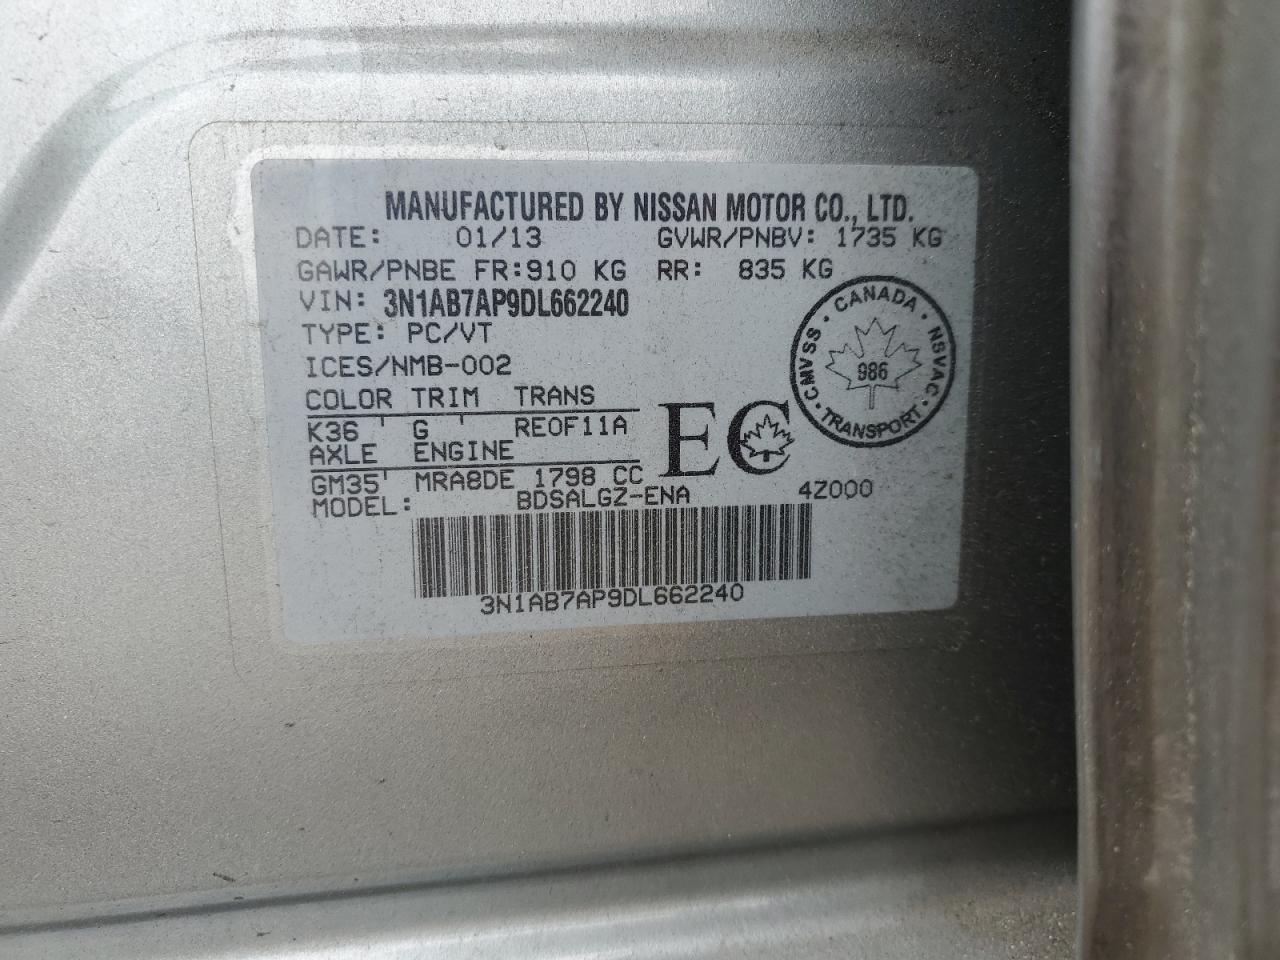 MANUFACTURED BY NISSAN MOTOR CO., LTD.
DATE: 01/13 GVWR/PNBV: 1735 KG
GAWR/PNBE FR:910 KG RR: 835 KG
VIN: 3N1AB7AP9DL662240
TYPE: PC/VT
ICES/NMB-002
COLOR TRIM TRANS
K36 ' G ' RE0F11A
AXLE ENGINE
GM35' MRA8DE 1798 CC
MODEL: BDSALGZ-ENA 4Z000
EC
CANADA · NSVAC · TRANSPORT · CMVSS ·
986
3N1AB7AP9DL662240